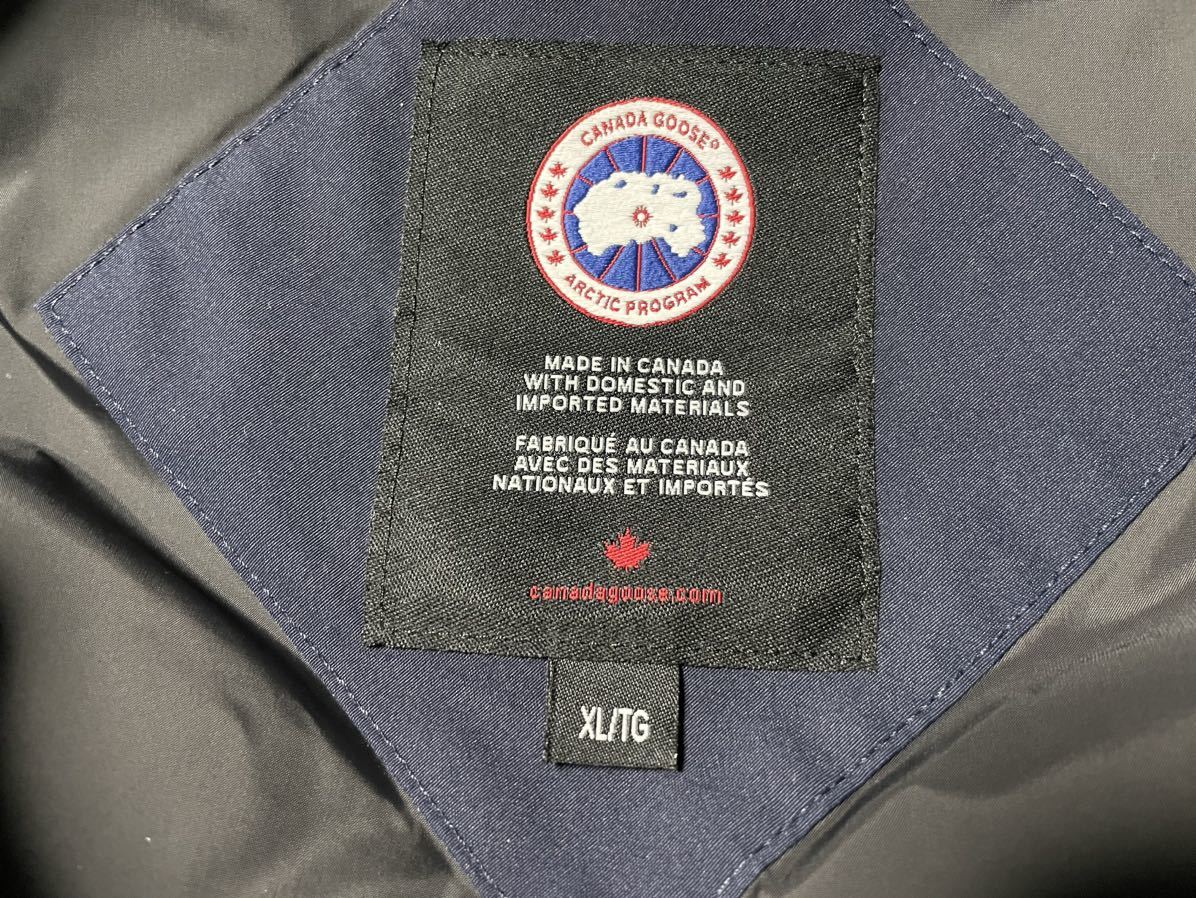 CANADA GOOSE®
ARCTIC PROGRAM
MADE IN CANADA
WITH DOMESTIC AND
IMPORTED MATERIALS
FABRIQUÉ AU CANADA
AVEC DES MATERIAUX
NATIONAUX ET IMPORTÉS
canadagoose.com
XL/TG